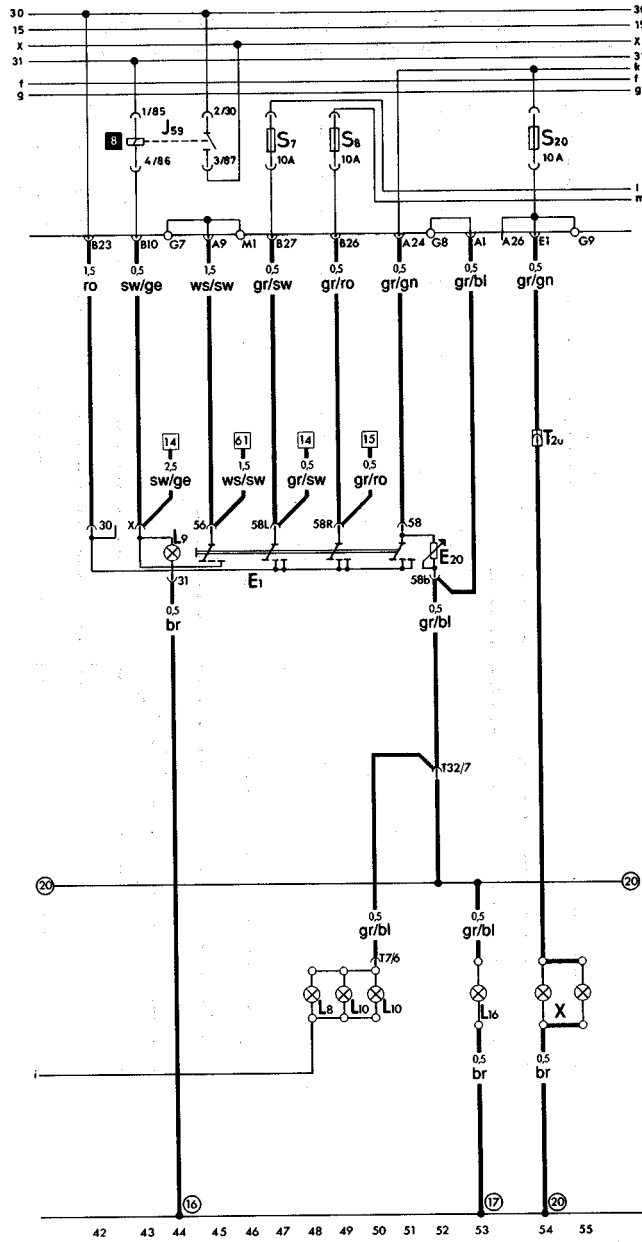 30 30
15 15
X X
31 31
k
f f
g g
1/85 J59 2/30 S7 S8 S20
8
4/86 3/87 10A 10A 10A
l
m
B23 B10 G7 A9 M1 B27 B26 A24 G8 A1 A26 E1 G9
1,5 0,5 1,5 0,5 0,5 0,5 0,5 0,5
ro sw/ge ws/sw gr/sw gr/ro gr/gn gr/bl gr/gn
T2u
14 61 14 15
2,5 1,5 0,5 0,5
sw/ge ws/sw gr/sw gr/ro
30 X 56 58L 58R 58
L9 E20
31 E1 58b
0,5 0,5
br gr/bl
T32/7
20 20
0,5 0,5
gr/bl gr/bl
T7/6
L8 L10 L10 L16 X
0,5 0,5
br br
i
16 17 20
42 43 44 45 46 47 48 49 50 51 52 53 54 55